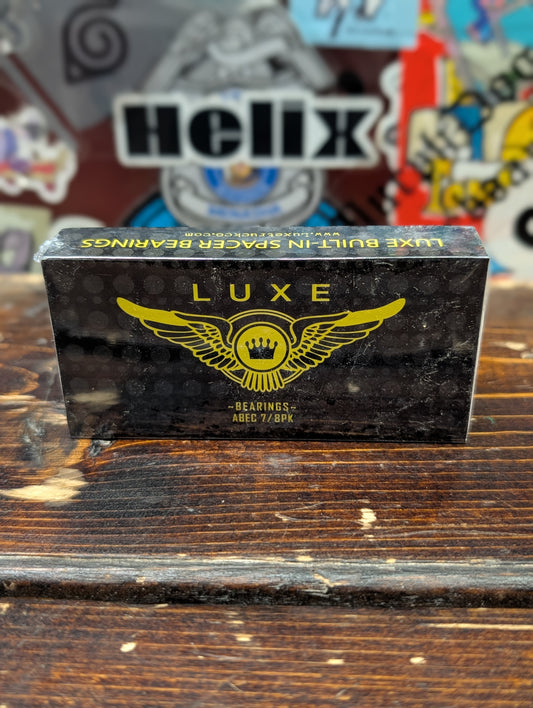 Helix
LUXE BUILT-IN SPACER BEARINGS
www.Luxetruckco.com
LUXE
~BEARINGS~
ABEC 7/8PK